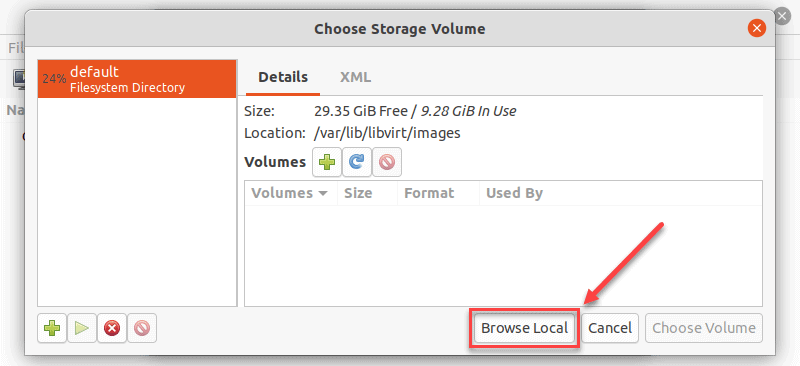 Choose Storage Volume
Fil
24% default
Filesystem Directory
Details XML
Size: 29.35 GiB Free / 9.28 GiB In Use
Location: /var/lib/libvirt/images
Na
Volumes
Volumes Size Format Used By
Browse Local Cancel Choose Volume